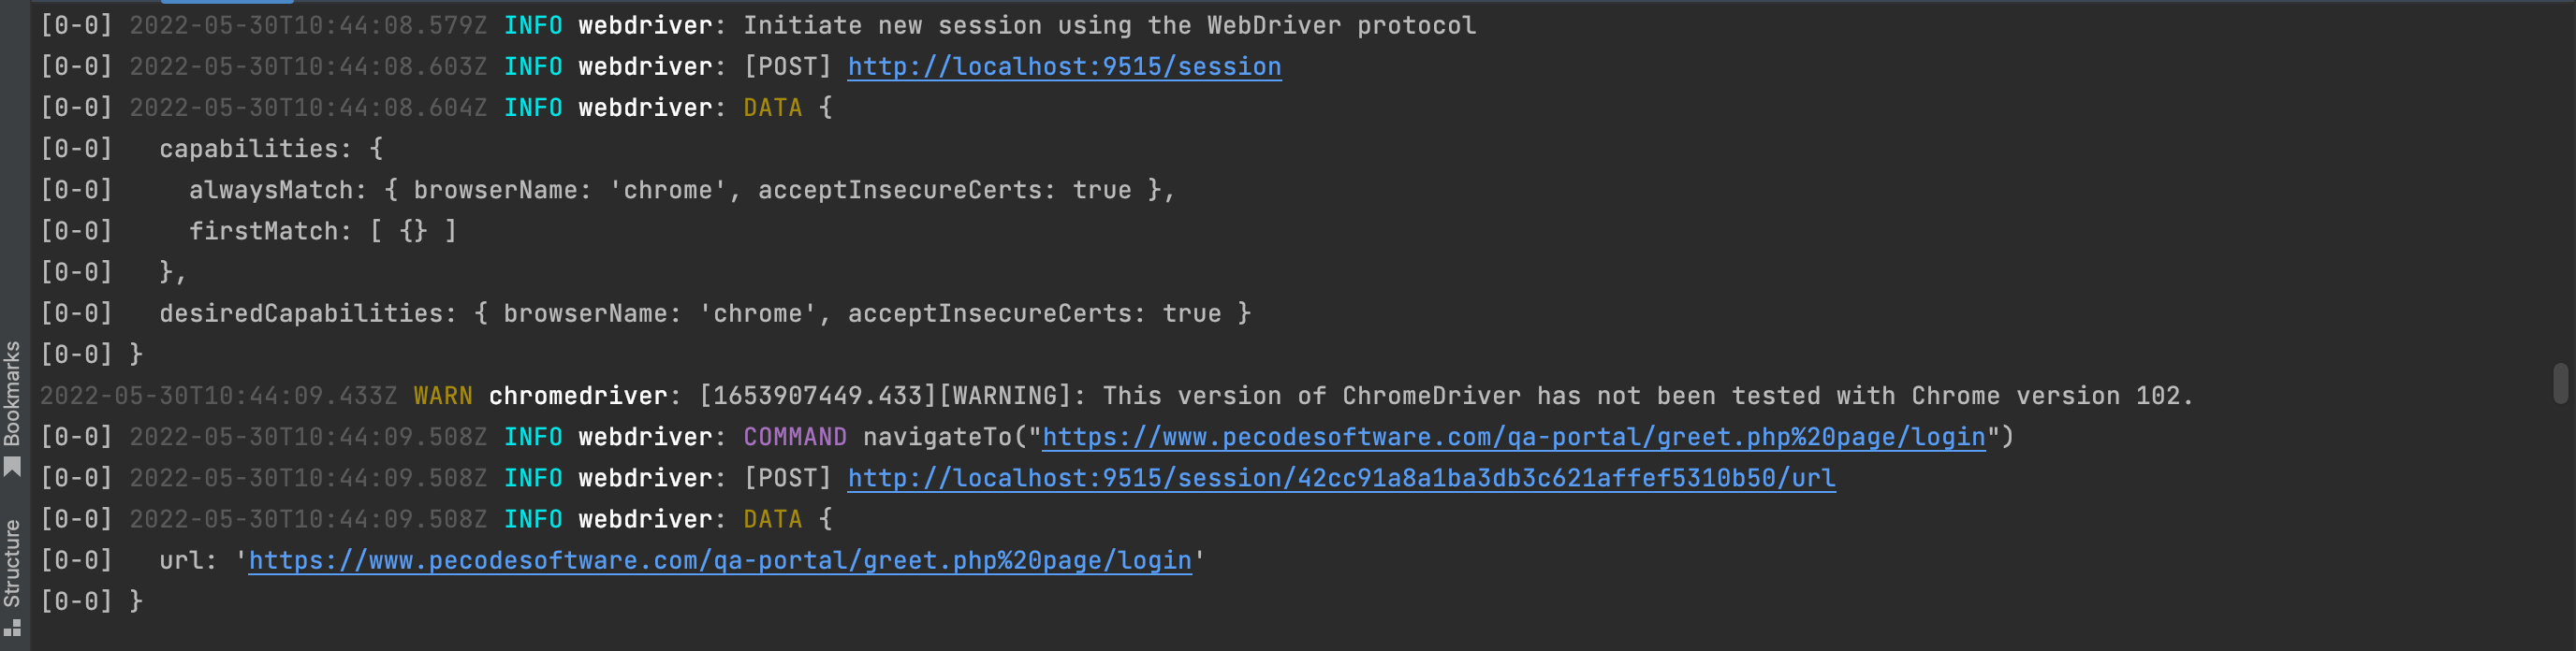 [0-0] 2022-05-30T10:44:08.579Z INFO webdriver: Initiate new session using the WebDriver protocol
[0-0] 2022-05-30T10:44:08.603Z INFO webdriver: [POST] http://localhost:9515/session
[0-0] 2022-05-30T10:44:08.604Z INFO webdriver: DATA {
[0-0]   capabilities: {
[0-0]     alwaysMatch: { browserName: 'chrome', acceptInsecureCerts: true },
[0-0]     firstMatch: [ {} ]
[0-0]   },
[0-0]   desiredCapabilities: { browserName: 'chrome', acceptInsecureCerts: true }
[0-0] }
2022-05-30T10:44:09.433Z WARN chromedriver: [1653907449.433][WARNING]: This version of ChromeDriver has not been tested with Chrome version 102.
[0-0] 2022-05-30T10:44:09.508Z INFO webdriver: COMMAND navigateTo("https://www.pecodesoftware.com/qa-portal/greet.php%20page/login")
[0-0] 2022-05-30T10:44:09.508Z INFO webdriver: [POST] http://localhost:9515/session/42cc91a8a1ba3db3c621affef5310b50/url
[0-0] 2022-05-30T10:44:09.508Z INFO webdriver: DATA {
[0-0]   url: 'https://www.pecodesoftware.com/qa-portal/greet.php%20page/login'
[0-0] }
Bookmarks
Structure